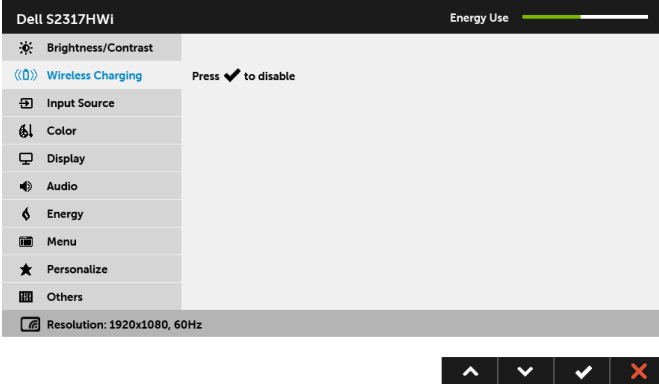 Dell S2317HWi
Energy Use
Brightness/Contrast
Wireless Charging
Press ✔ to disable
Input Source
Color
Display
Audio
Energy
Menu
Personalize
Others
Resolution: 1920x1080, 60Hz